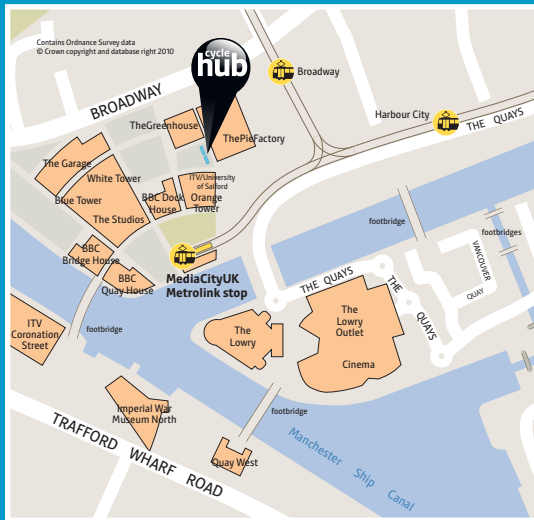 Contains Ordnance Survey data
© Crown copyright and database right 2010
cycle
hub
Broadway
BROADWAY
Harbour City
THE QUAYS
TheGreenhouse
ThePieFactory
The Garage
White Tower
ITV/University
of Salford
Orange
Tower
Blue Tower
BBC Dock
House
The Studios
footbridge
footbridges
BBC
Bridge House
VANCOUVER
QUAY
BBC
Quay House
MediaCityUK
Metrolink stop
THE QUAYS
THE QUAYS
The
Lowry
Outlet
Cinema
The
Lowry
ITV
Coronation
Street
footbridge
Imperial War
Museum North
footbridge
TRAFFORD WHARF ROAD
Quay West
Manchester Ship Canal